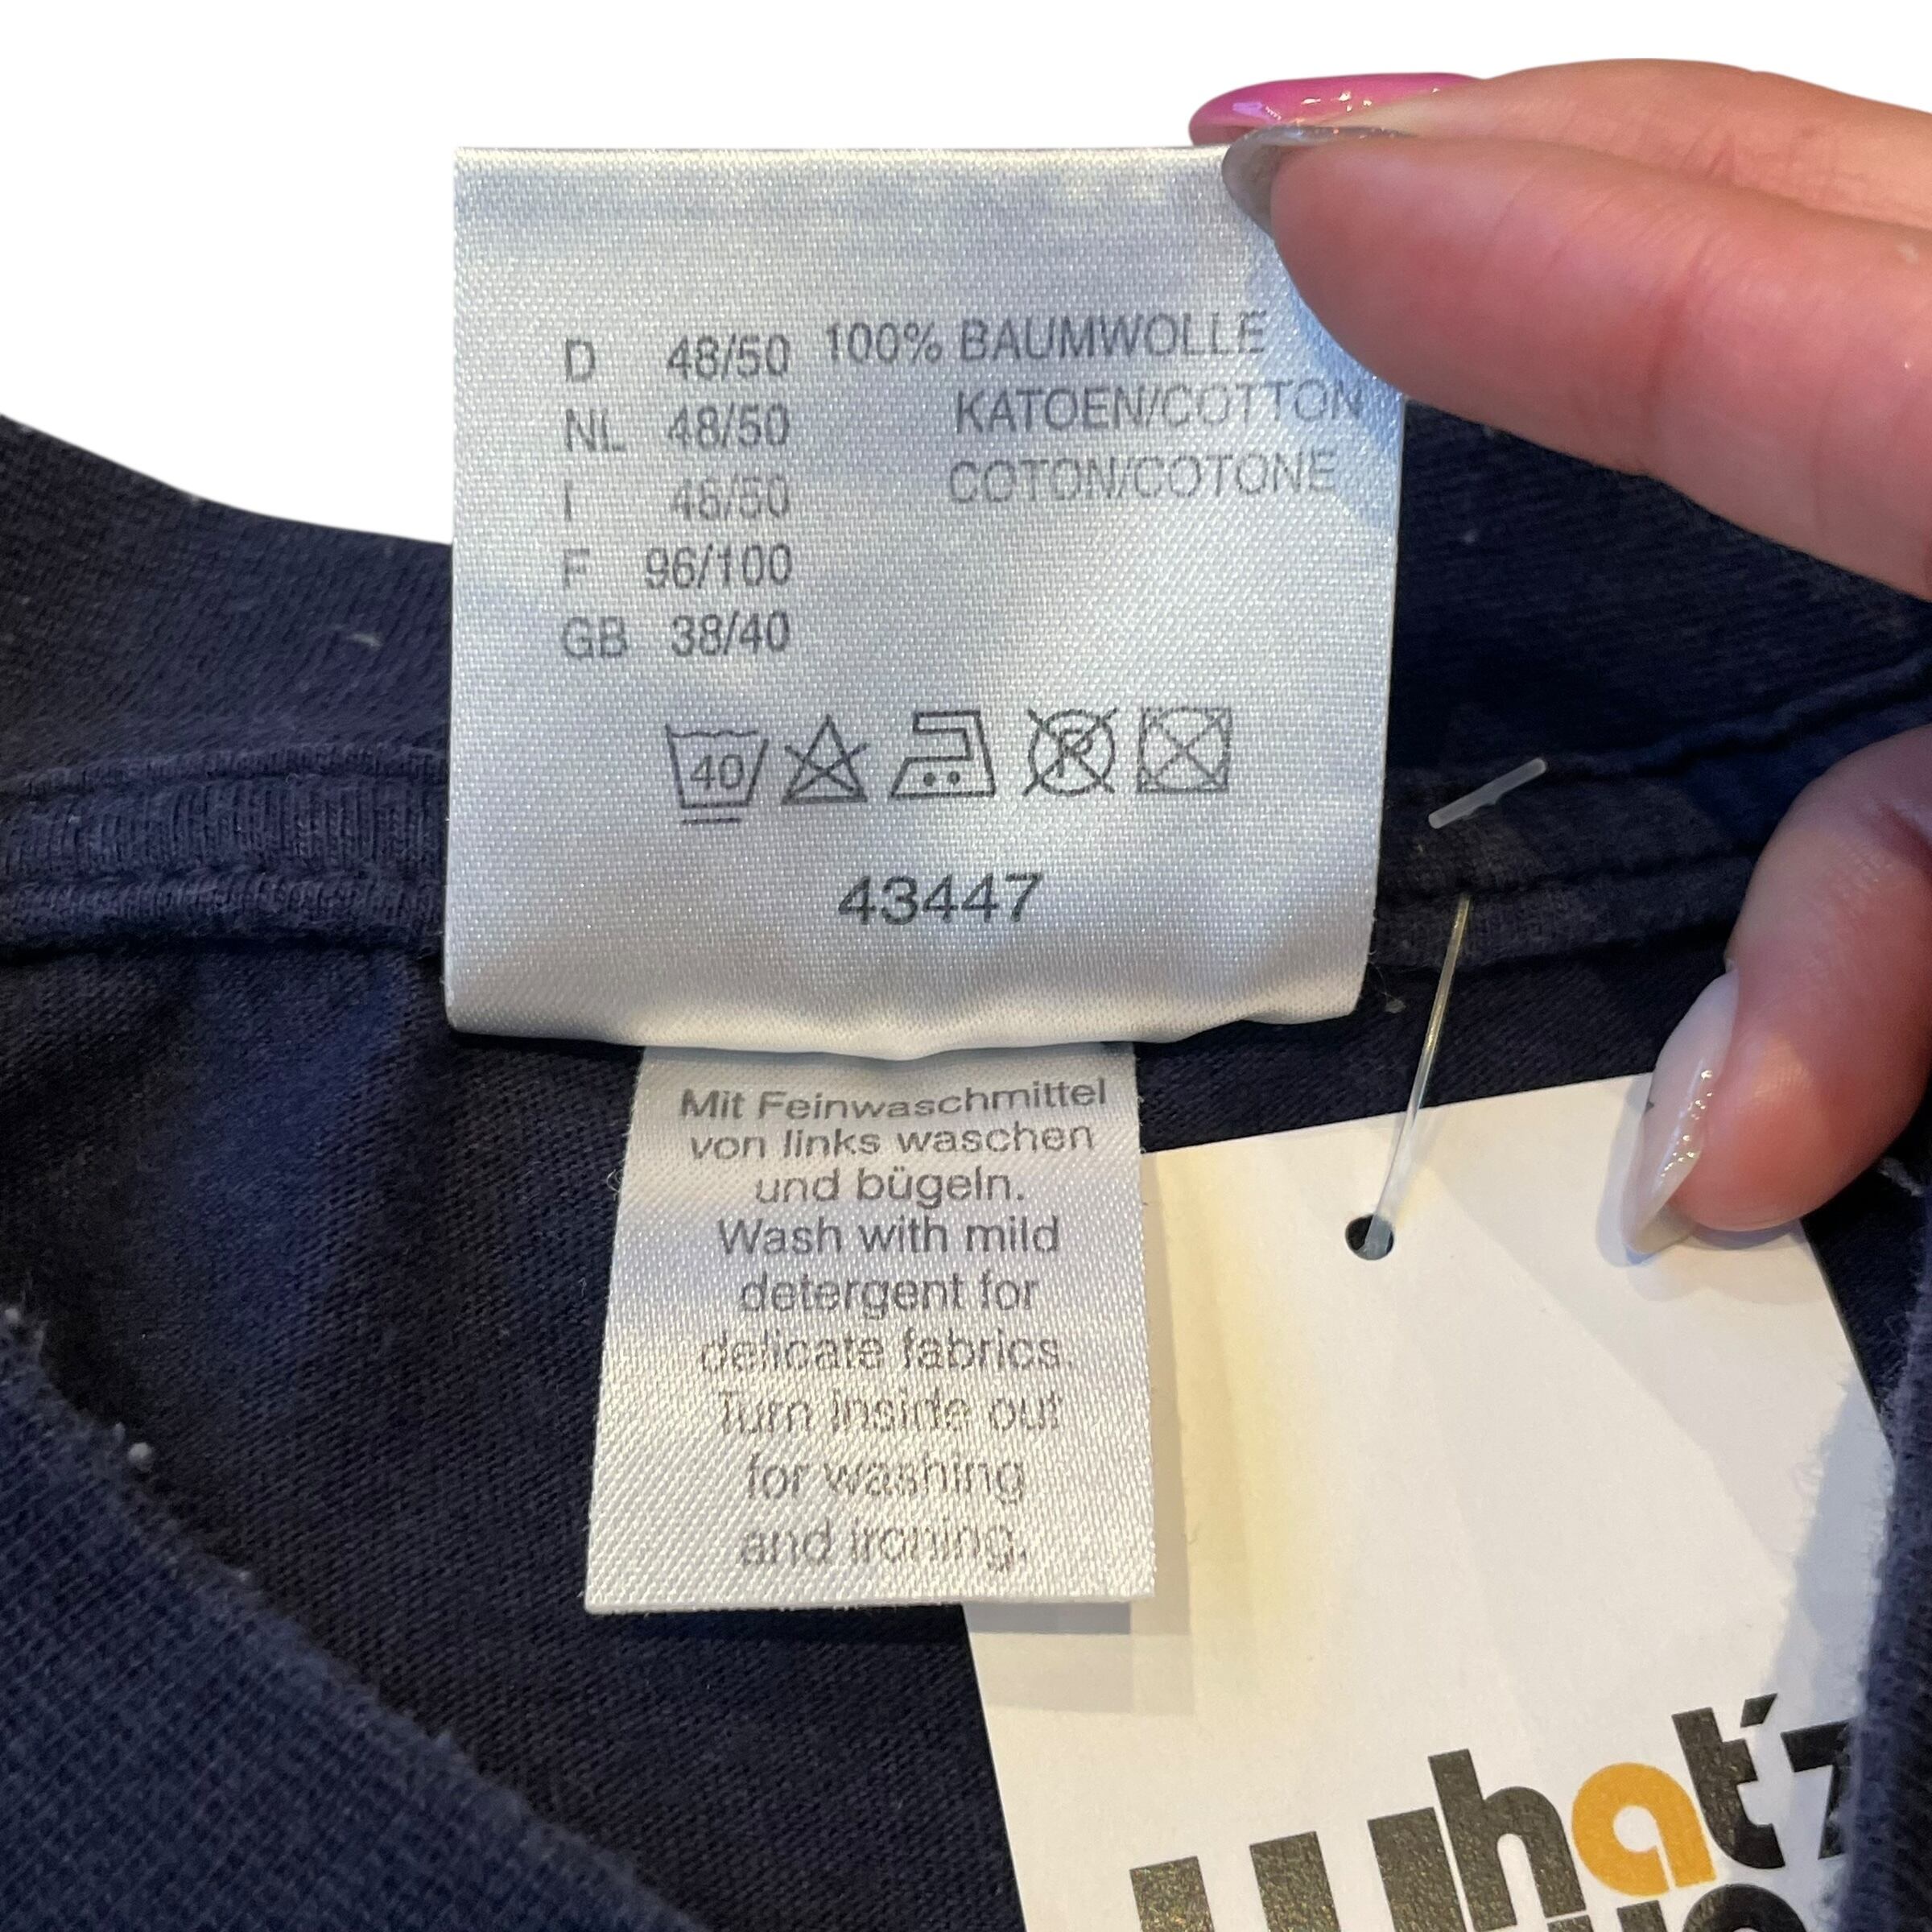 D 48/50 100% BAUMWOLLE
NL 48/50 KATOEN/COTTON
I 48/50 COTON/COTONE
F 96/100
GB 38/40
40 P
43447
Mit Feinwaschmittel
von links waschen
und bügeln.
Wash with mild
detergent for
delicate fabrics.
Turn inside out
for washing
and ironing.
What'z